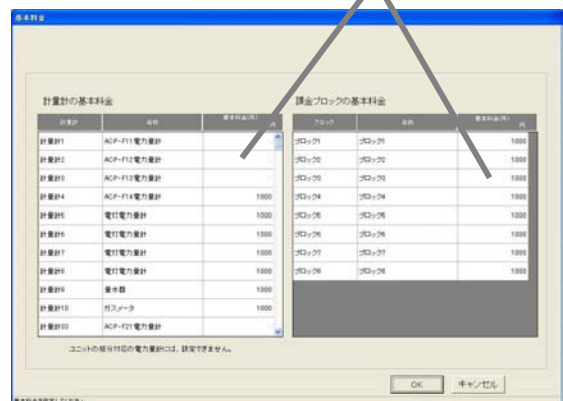 基本料金
計量計の基本料金
課金ブロックの基本料金
計量計 名称 基本料金(月) 円
計量計1 ACP-F11電力量計
計量計2 ACP-F12電力量計
計量計3 ACP-F13電力量計
計量計4 ACP-F14電力量計 1000
計量計5 電灯電力量計 1000
計量計6 電灯電力量計 1000
計量計7 電灯電力量計 1000
計量計8 電灯電力量計 1000
計量計9 量水器 1000
計量計10 ガスメータ 1000
計量計33 ACP-F21電力量計
ブロック 名称 基本料金(月) 円
ブロック1 ブロック1 1000
ブロック2 ブロック2 1000
ブロック3 ブロック3 1000
ブロック4 ブロック4 1000
ブロック5 ブロック5 1000
ブロック6 ブロック6 1000
ブロック7 ブロック7 1000
ブロック8 ブロック8 1000
ユニットの按分対応の電力量計には、設定できません。
OK キャンセル